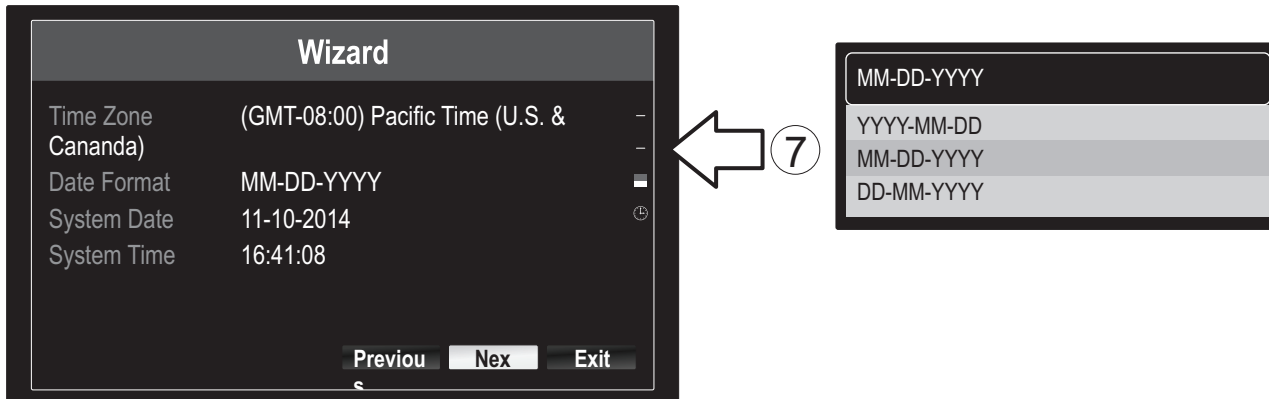 Wizard
Time Zone (GMT-08:00) Pacific Time (U.S. &
Cananda)
Date Format MM-DD-YYYY
System Date 11-10-2014
System Time 16:41:08
Previou Nex Exit
s
7
MM-DD-YYYY
YYYY-MM-DD
MM-DD-YYYY
DD-MM-YYYY